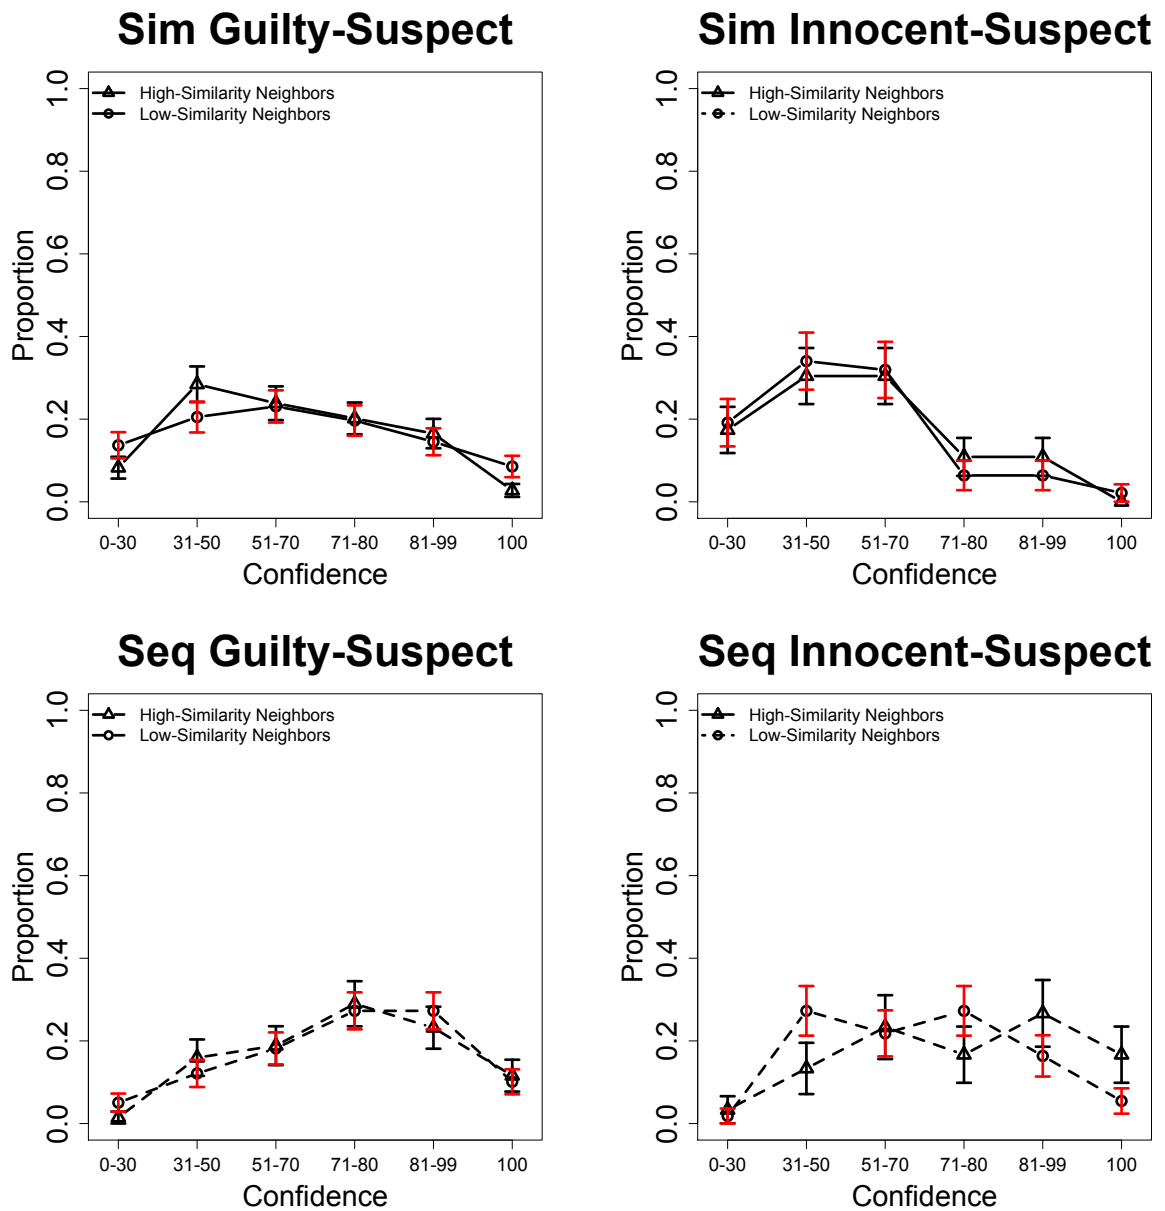 Sim Guilty-Suspect
High-Similarity Neighbors
Low-Similarity Neighbors
Proportion
1.0
0.8
0.6
0.4
0.2
0.0
0-30 31-50 51-70 71-80 81-99 100
Confidence
Sim Innocent-Suspect
High-Similarity Neighbors
Low-Similarity Neighbors
Proportion
1.0
0.8
0.6
0.4
0.2
0.0
0-30 31-50 51-70 71-80 81-99 100
Confidence
Seq Guilty-Suspect
High-Similarity Neighbors
Low-Similarity Neighbors
Proportion
1.0
0.8
0.6
0.4
0.2
0.0
0-30 31-50 51-70 71-80 81-99 100
Confidence
Seq Innocent-Suspect
High-Similarity Neighbors
Low-Similarity Neighbors
Proportion
1.0
0.8
0.6
0.4
0.2
0.0
0-30 31-50 51-70 71-80 81-99 100
Confidence